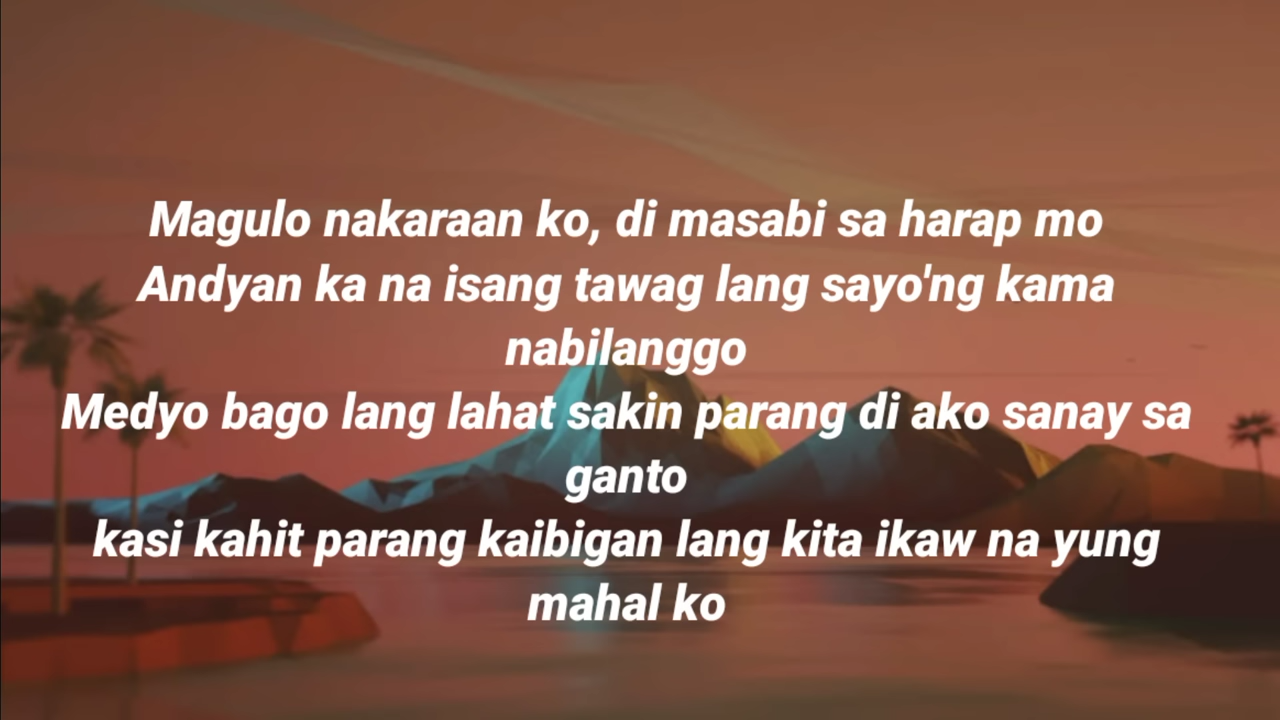 Magulo nakaraan ko, di masabi sa harap mo
Andyan ka na isang tawag lang sayo'ng kama
nabilanggo
Medyo bago lang lahat sakin parang di ako sanay sa
ganto
kasi kahit parang kaibigan lang kita ikaw na yung
mahal ko